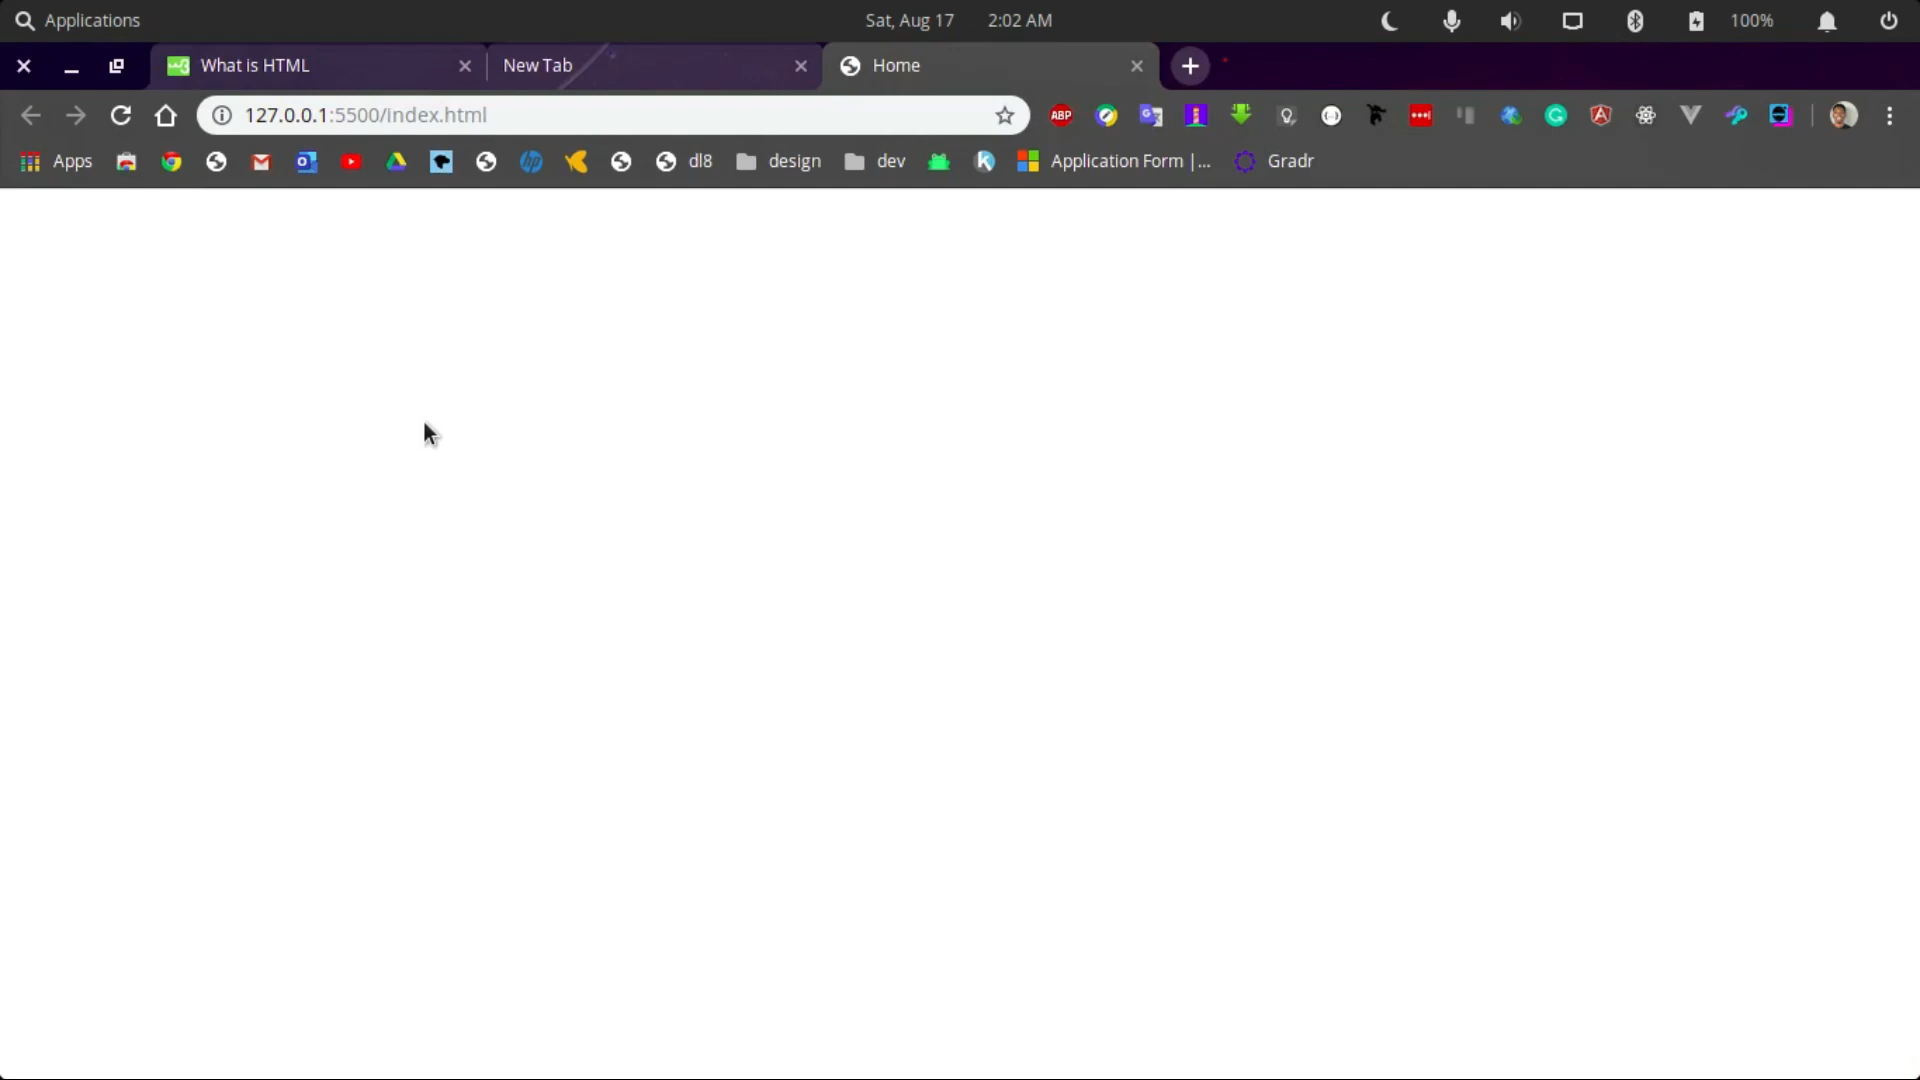 Applications Sat, Aug 17 2:02 AM 100%
What is HTML New Tab Home
127.0.0.1:5500/index.html ABP
Apps dl8 design dev Application Form |... Gradr